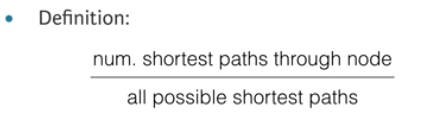 • Definition:
num. shortest paths through node
all possible shortest paths